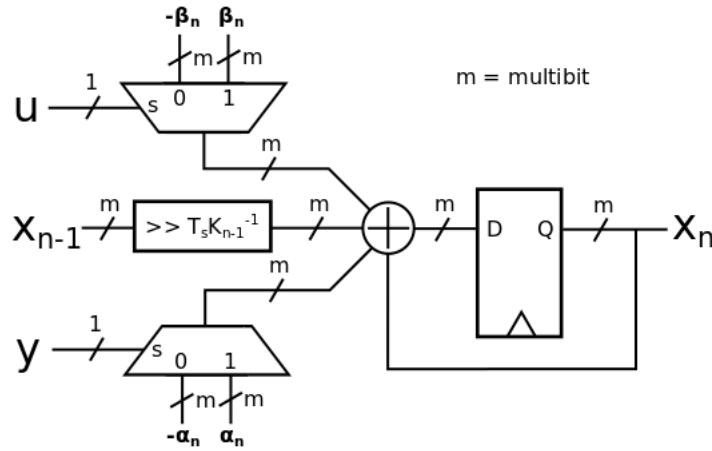 -βn βn
m m
m = multibit
1
u
s 0 1
m
m m m m
xn-1 >> TsKn-1⁻¹ D Q xn
m
1
y
s 0 1
m m
-αn αn